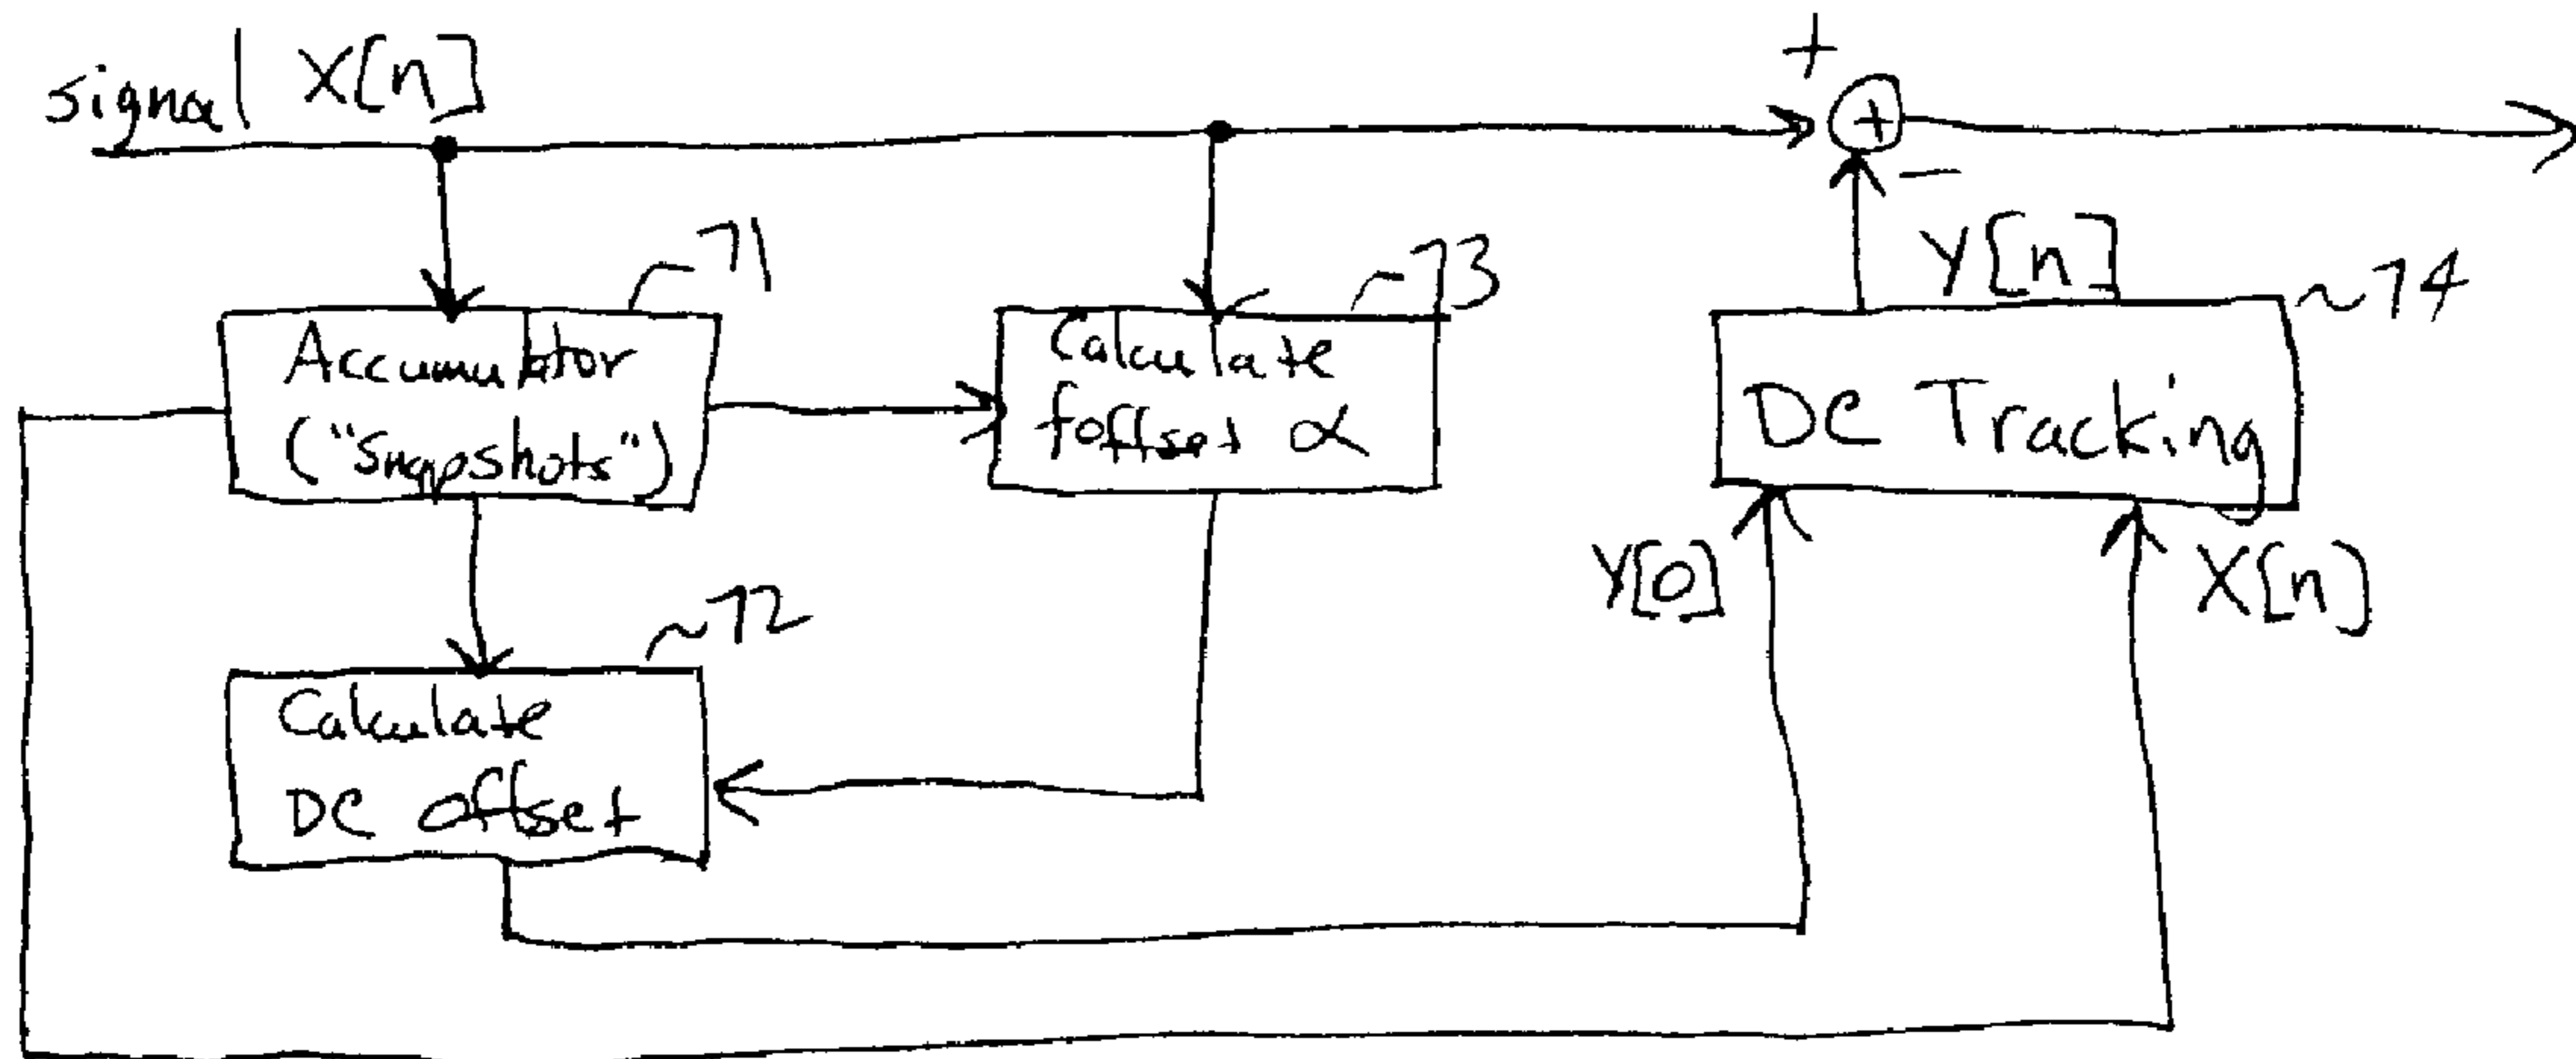 signal X[n]
+
+
−
71
Accumulator
("Snapshots")
73
Calculate
foffset α
Y[n]
~74
DC Tracking
Y[0]
X[n]
~72
Calculate
DC offset